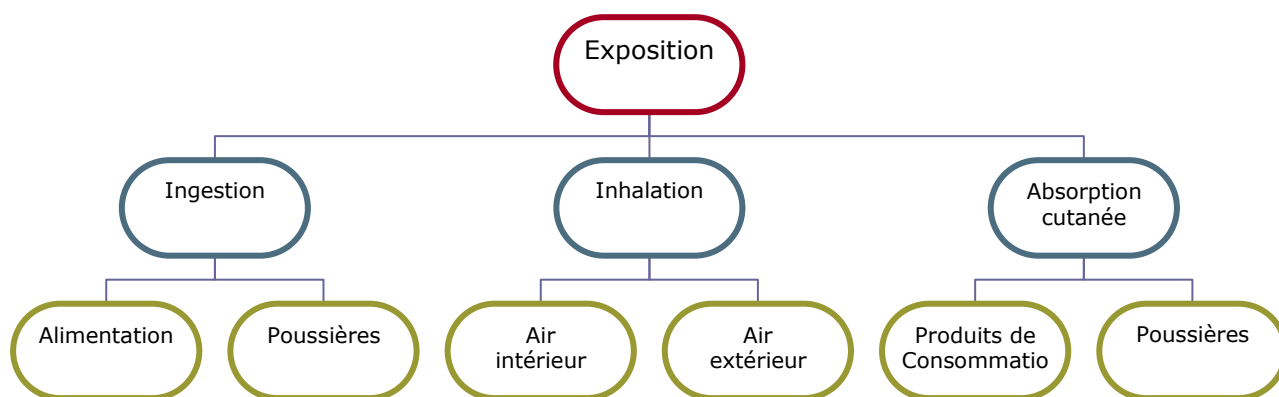 Exposition
Ingestion
Inhalation
Absorption
cutanée
Alimentation
Poussières
Air
intérieur
Air
extérieur
Produits de
Consommatio
Poussières